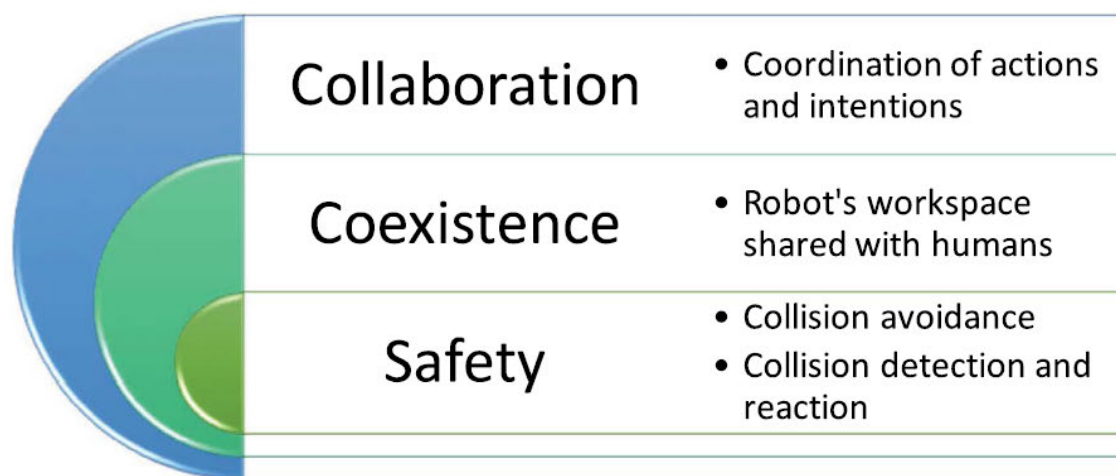 Collaboration
• Coordination of actions
and intentions
Coexistence
• Robot's workspace
shared with humans
Safety
• Collision avoidance
• Collision detection and
reaction